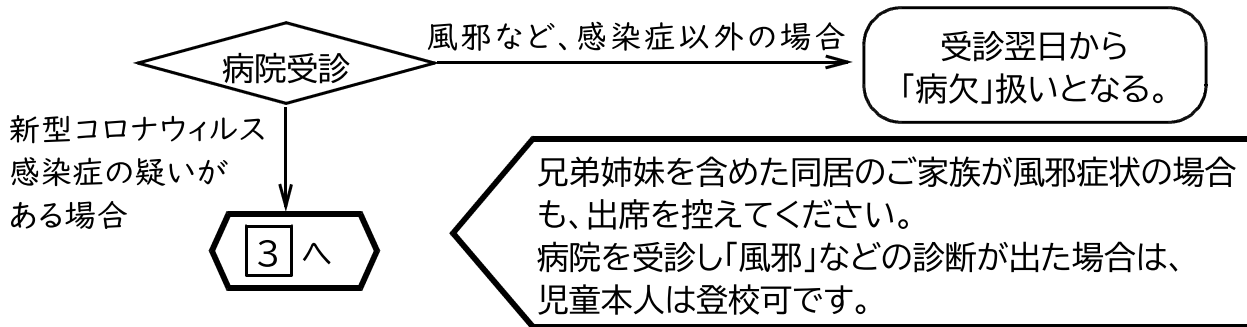 病院受診
風邪など、感染症以外の場合
受診翌日から
「病欠」扱いとなる。
新型コロナウィルス
感染症の疑いが
ある場合
3 へ
兄弟姉妹を含めた同居のご家族が風邪症状の場合
も、出席を控えてください。
病院を受診し「風邪」などの診断が出た場合は、
児童本人は登校可です。